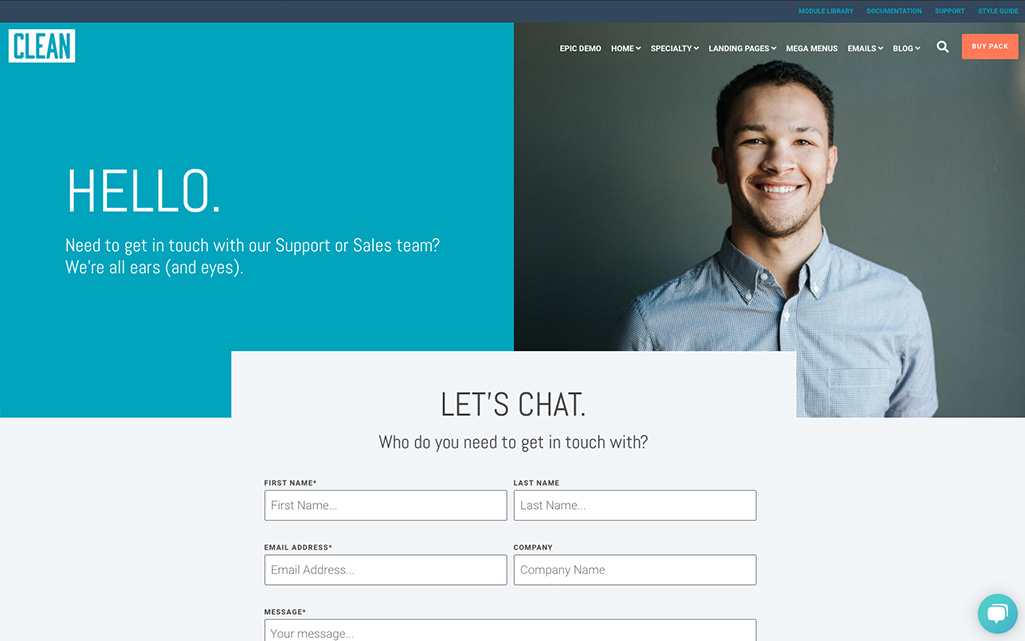 MODULE LIBRARY DOCUMENTATION SUPPORT STYLE GUIDE
CLEAN
EPIC DEMO HOME SPECIALTY LANDING PAGES MEGA MENUS EMAILS BLOG BUY PACK
HELLO.
Need to get in touch with our Support or Sales team?
We're all ears (and eyes).
LET'S CHAT.
Who do you need to get in touch with?
FIRST NAME* LAST NAME
First Name... Last Name...
EMAIL ADDRESS* COMPANY
Email Address... Company Name
MESSAGE*
Your message...